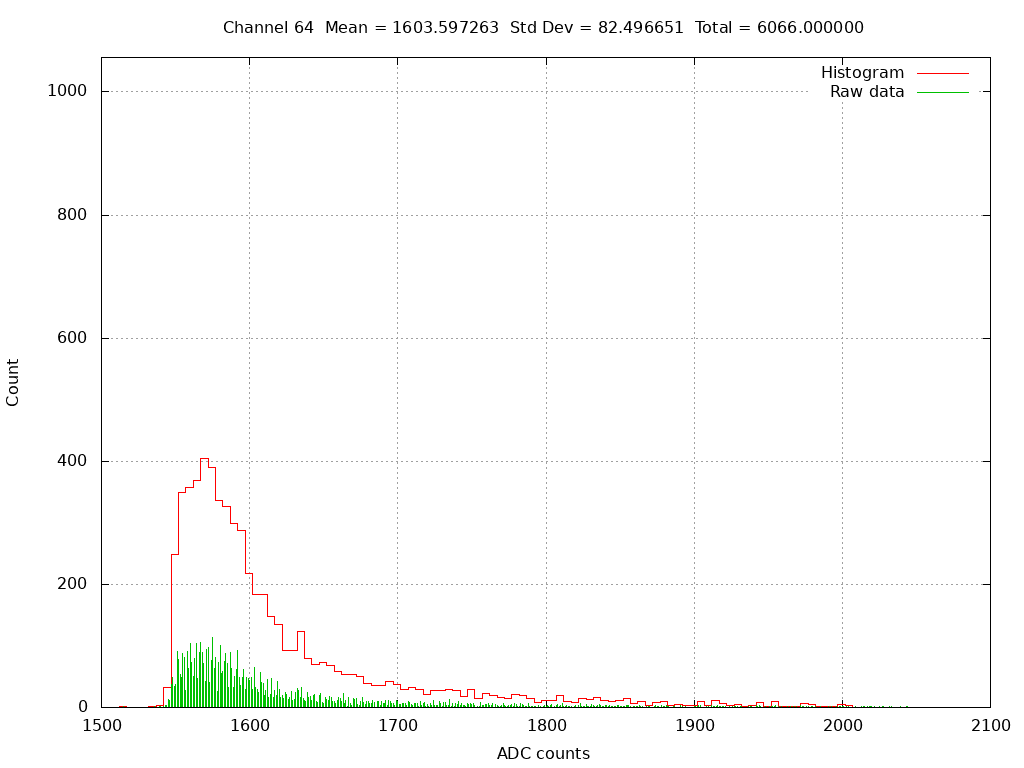 Channel 64  Mean = 1603.597263  Std Dev = 82.496651  Total = 6066.000000
Histogram
Raw data
1000
800
600
400
200
0
Count
1500 1600 1700 1800 1900 2000 2100
ADC counts